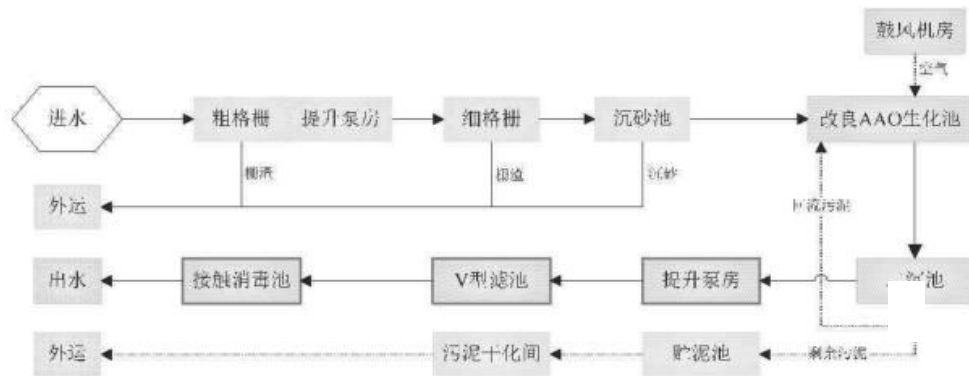 鼓风机房
空气
进水
粗格栅 提升泵房
细格栅
沉砂池
改良AAO生化池
栅渣
栅渣
沉砂
回流污泥
外运
出水
接触消毒池
V型滤池
提升泵房
沉池
外运
污泥干化间
贮泥池
剩余污泥